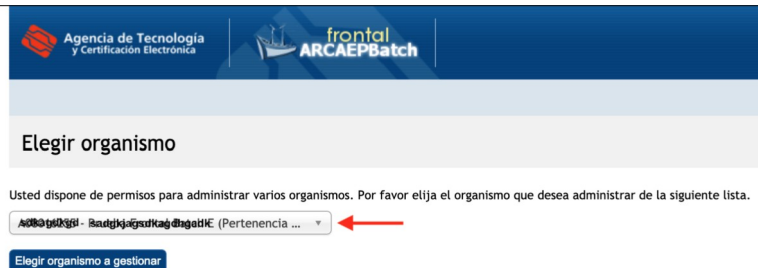 Agencia de Tecnología
y Certificación Electrónica
frontal
ARCAEPBatch
Elegir organismo
Usted dispone de permisos para administrar varios organismos. Por favor elija el organismo que desea administrar de la siguiente lista.
(Pertenencia ...
Elegir organismo a gestionar